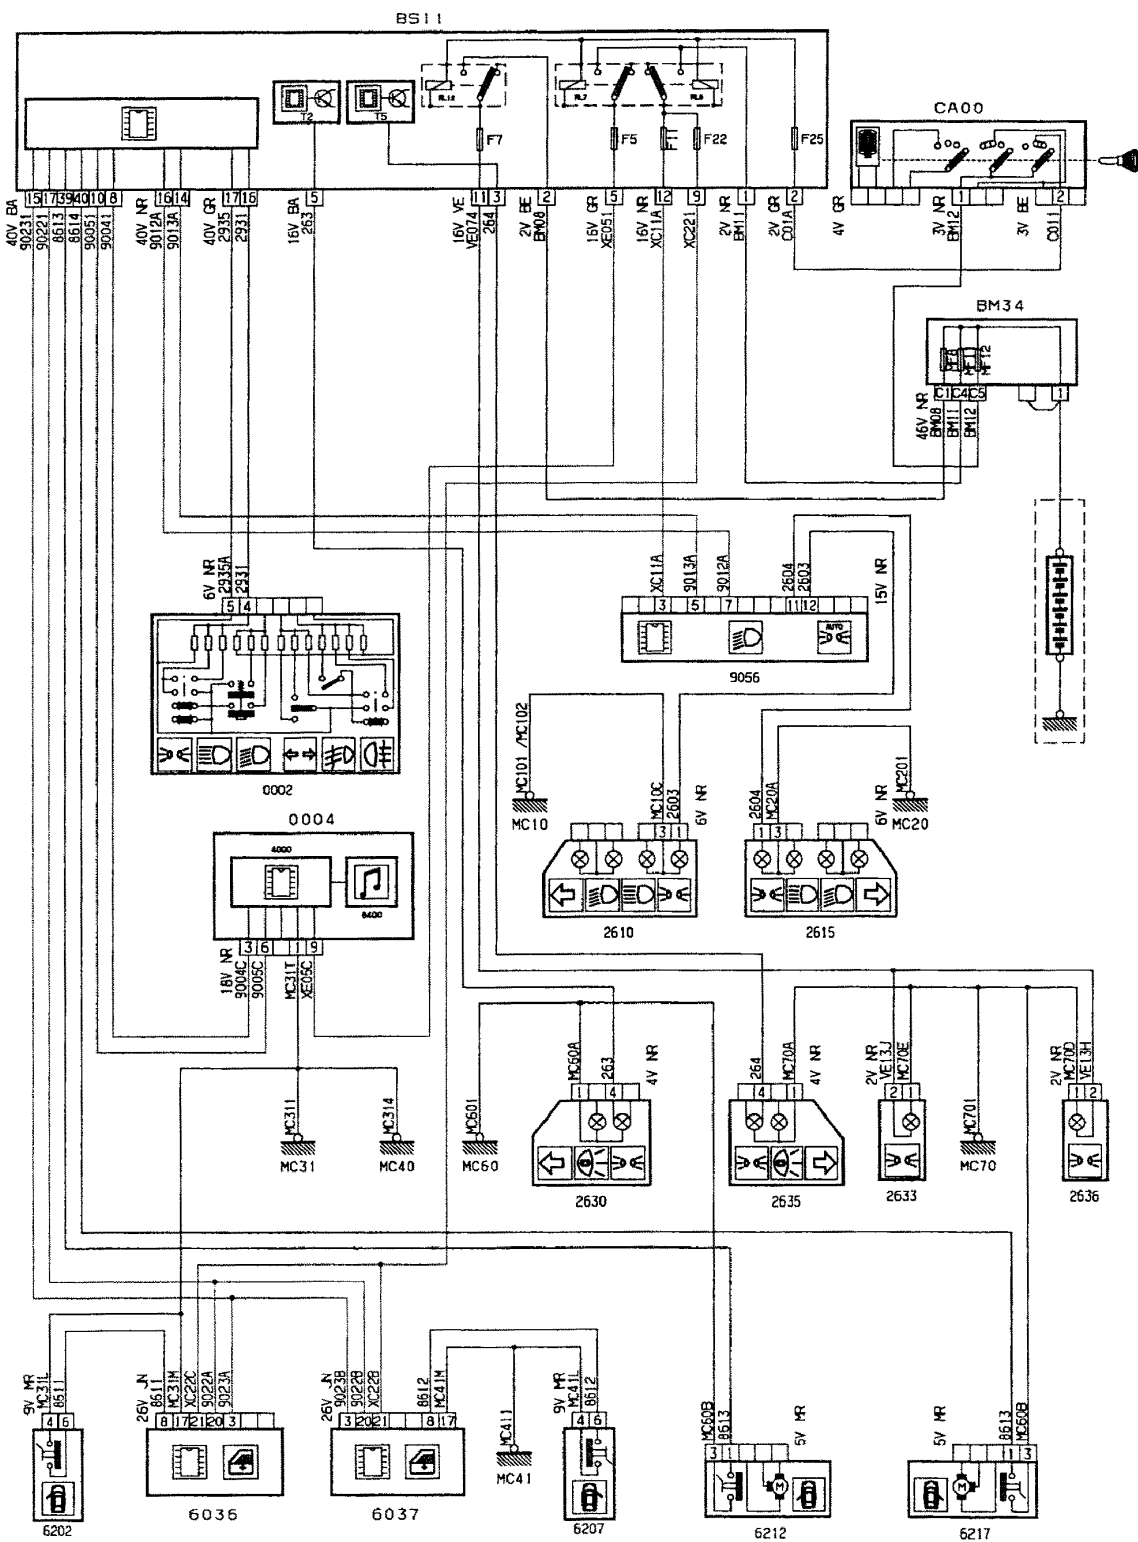 BS11
T2
T5
RL12
RL7
RL8
F7
F5
F1
F22
F25
CA00
15
17
39
40
10
8
16
14
17
16
5
11
3
2
5
12
9
1
2
1
2
40V BA
90231
90221
8613
8614
90051
90041
40V NR
9012A
9013A
40V GR
2935
2931
16V BA
263
16V VE
VE074
264
2V BE
BM08
16V GR
XE051
16V NR
XC11A
XC221
2V NR
BM11
2V GR
C01A
4V GR
3V NR
BM12
3V BE
C011
BM34
MF12
C1
C4
C5
1
46V NR
BM08
BM11
BM12
6V NR
2935A
2931
5
4
XC11A
9013A
9012A
2604
2603
15V NR
3
5
7
11
12
AUTO
9056
0002
MC101 /MC102
MC10
MC10C
2603
6V NR
3
1
2604
MC20A
6V NR
1
3
MC201
MC20
2610
2615
0004
4000
8400
3
6
1
9
18V NR
9004C
9005C
MC31T
XE05C
MC311
MC31
MC314
MC40
MC601
MC60
MC60A
263
4V NR
1
4
264
MC70A
4V NR
4
1
2V NR
VE13J
MC70E
2
1
MC701
MC70
2V NR
MC70D
VE13H
1
2
2630
2635
2633
2636
9V MR
MC31L
8611
4
6
26V JN
8611
MC31M
XC22C
9022A
9023A
8
17
21
20
3
26V JN
9023B
9022B
XC22B
8612
MC41M
3
20
21
8
17
MC411
MC41
9V MR
MC41L
8612
4
6
MC60B
8613
5V MR
3
1
M
5V MR
8613
MC60B
1
3
M
6202
6036
6037
6207
6212
6217